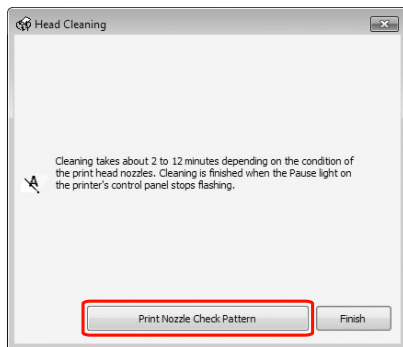 Head Cleaning
Cleaning takes about 2 to 12 minutes depending on the condition of
the print head nozzles. Cleaning is finished when the Pause light on
the printer's control panel stops flashing.
Print Nozzle Check Pattern
Finish